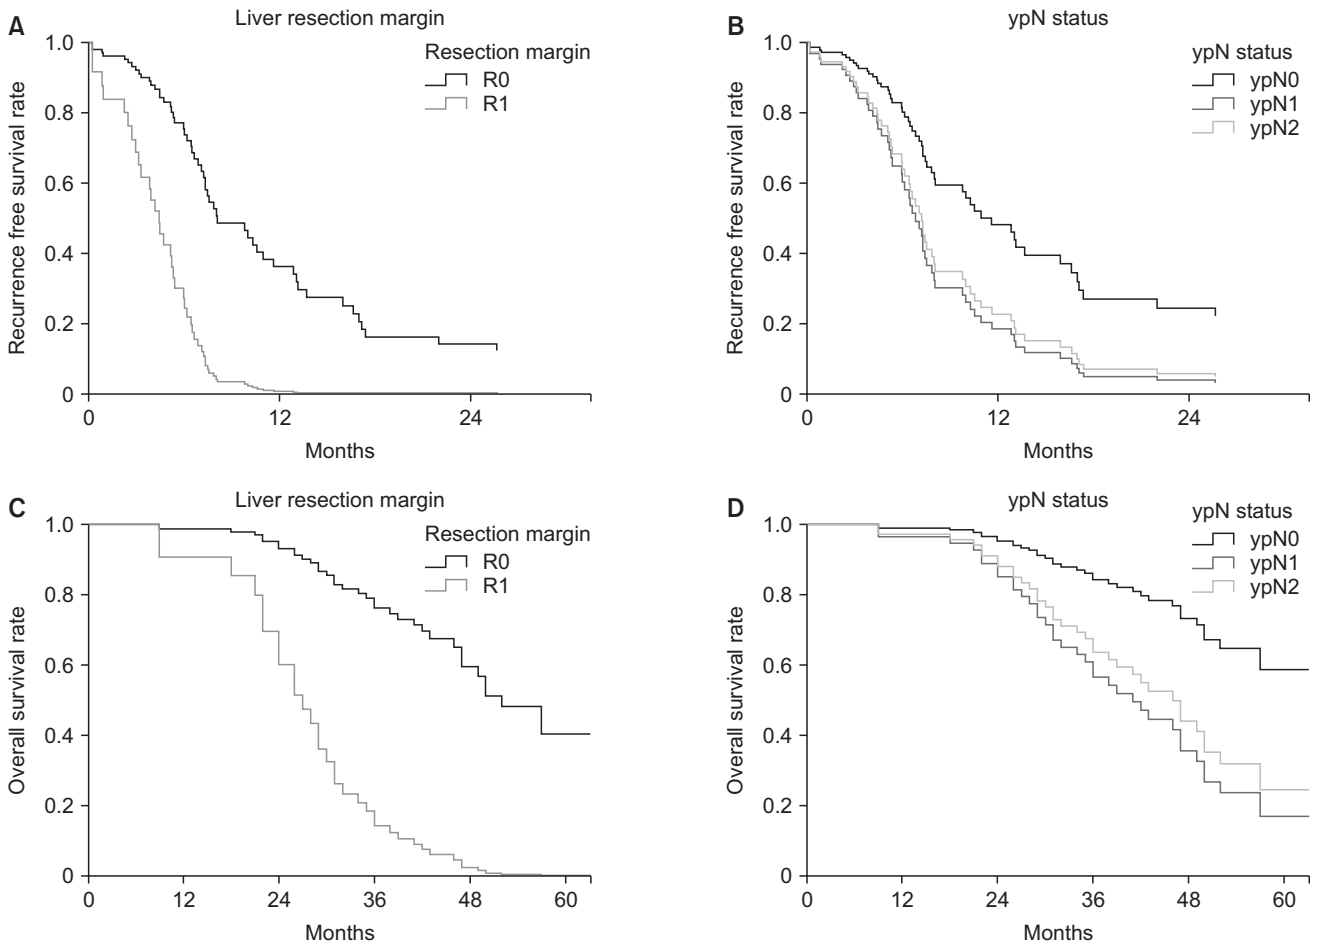 A
Liver resection margin
Recurrence free survival rate
1.0
0.8
0.6
0.4
0.2
0
0
12
24
Months
Resection margin
R0
R1
B
ypN status
Recurrence free survival rate
1.0
0.8
0.6
0.4
0.2
0
0
12
24
Months
ypN status
ypN0
ypN1
ypN2
C
Liver resection margin
Overall survival rate
1.0
0.8
0.6
0.4
0.2
0
0
12
24
36
48
60
Months
Resection margin
R0
R1
D
ypN status
Overall survival rate
1.0
0.8
0.6
0.4
0.2
0
0
12
24
36
48
60
Months
ypN status
ypN0
ypN1
ypN2